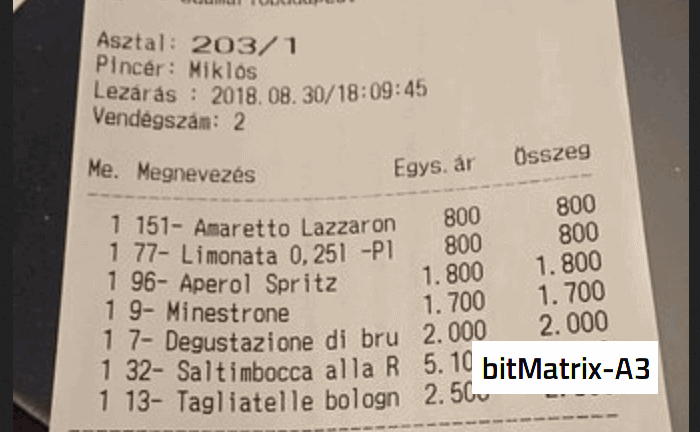 Asztal: 203/1
Pincér: Miklós
Lezárás : 2018.08.30/18:09:45
Vendégszám: 2
Me. Megnevezés Egys. ár Összeg
1 151- Amaretto Lazzaron 800 800
1 77- Limonata 0,25l -Pl 800 800
1 96- Aperol Spritz 1.800 1.800
1 9- Minestrone 1.700 1.700
1 7- Degustazione di bru 2.000 2.000
1 32- Saltimbocca alla R
1 13- Tagliatelle bologn
bitMatrix-A3